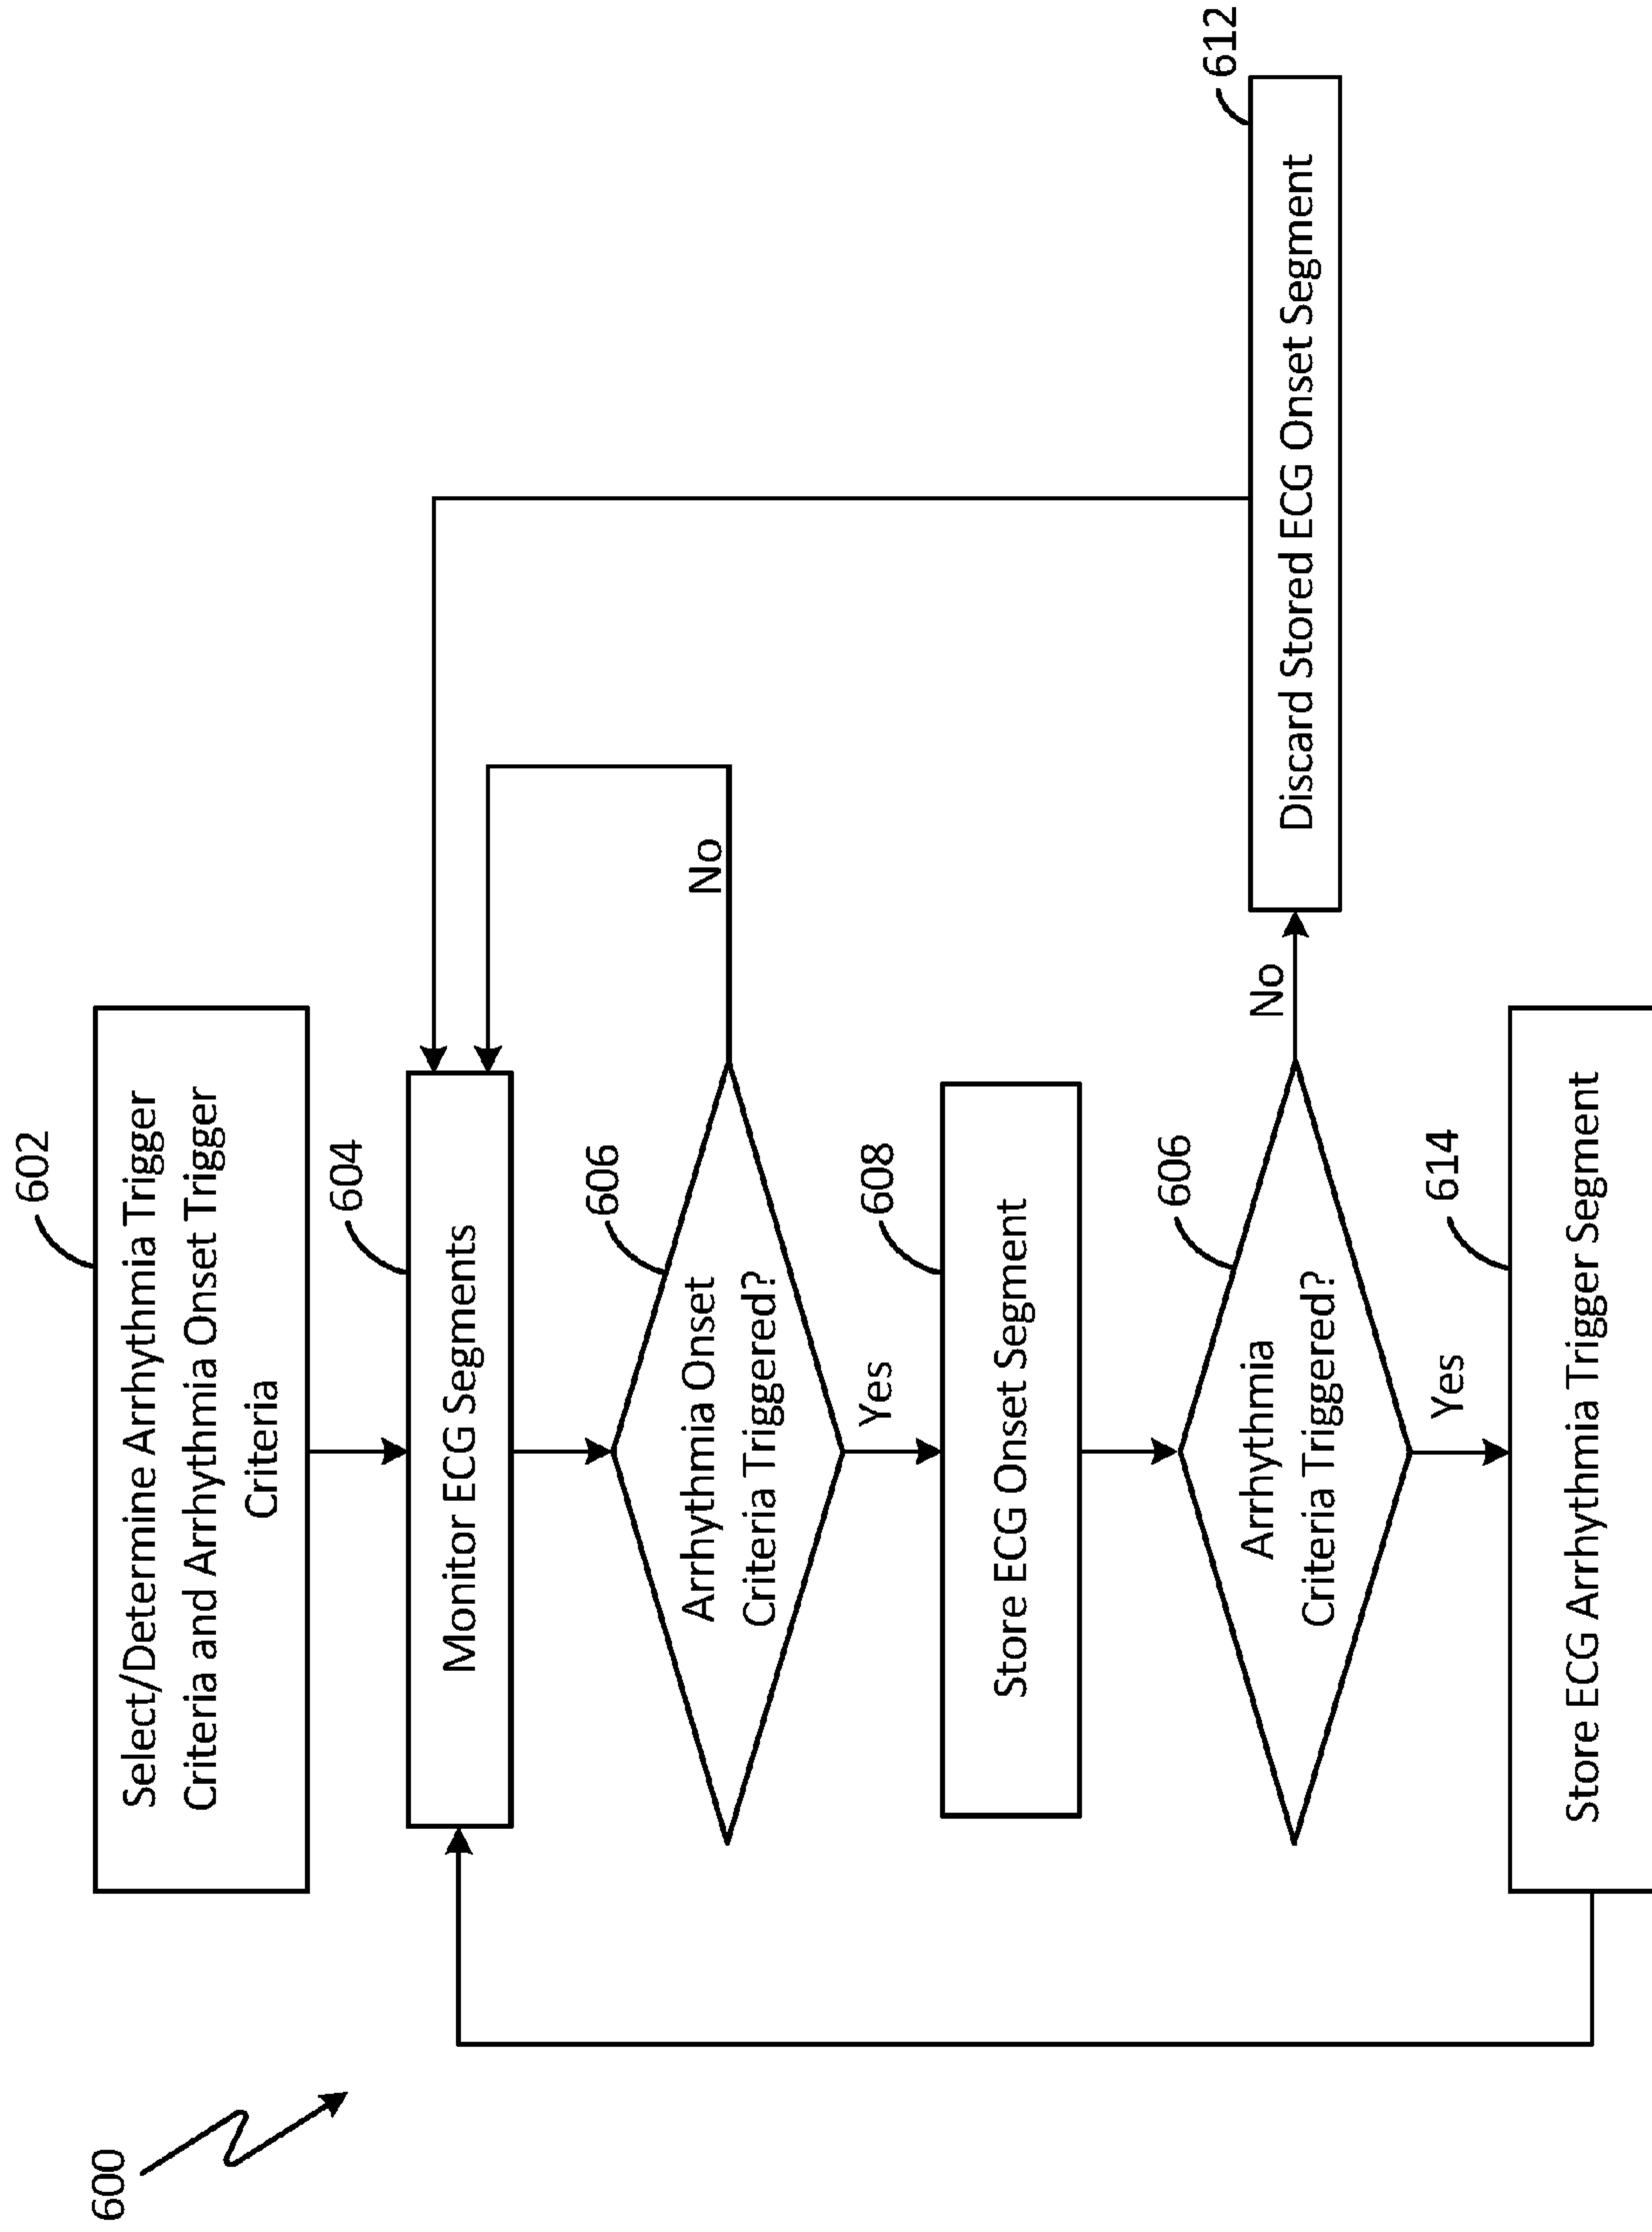 600
602
Select/Determine Arrhythmia Trigger
Criteria and Arrhythmia Onset Trigger
Criteria
604
Monitor ECG Segments
606
Arrhythmia Onset
Criteria Triggered?
No
Yes
608
Store ECG Onset Segment
606
Arrhythmia
Criteria Triggered?
No
612
Discard Stored ECG Onset Segment
Yes
614
Store ECG Arrhythmia Trigger Segment